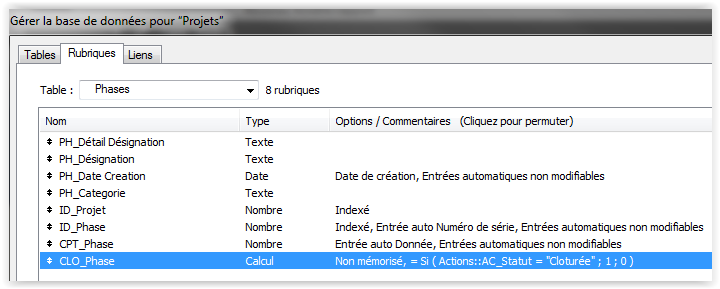 Gérer la base de données pour "Projets"
Tables Rubriques Liens
Table : Phases 8 rubriques
Nom Type Options / Commentaires (Cliquez pour permuter)
PH_Détail Désignation Texte
PH_Désignation Texte
PH_Date Creation Date Date de création, Entrées automatiques non modifiables
PH_Categorie Texte
ID_Projet Nombre Indexé
ID_Phase Nombre Indexé, Entrée auto Numéro de série, Entrées automatiques non modifiables
CPT_Phase Nombre Entrée auto Donnée, Entrées automatiques non modifiables
CLO_Phase Calcul Non mémorisé, = Si ( Actions::AC_Statut = "Cloturée" ; 1 ; 0 )